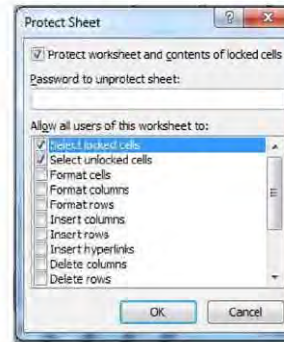 Protect Sheet
Protect worksheet and contents of locked cells
Password to unprotect sheet:
Allow all users of this worksheet to:
Select locked cells
Select unlocked cells
Format cells
Format columns
Format rows
Insert columns
Insert rows
Insert hyperlinks
Delete columns
Delete rows
OK Cancel